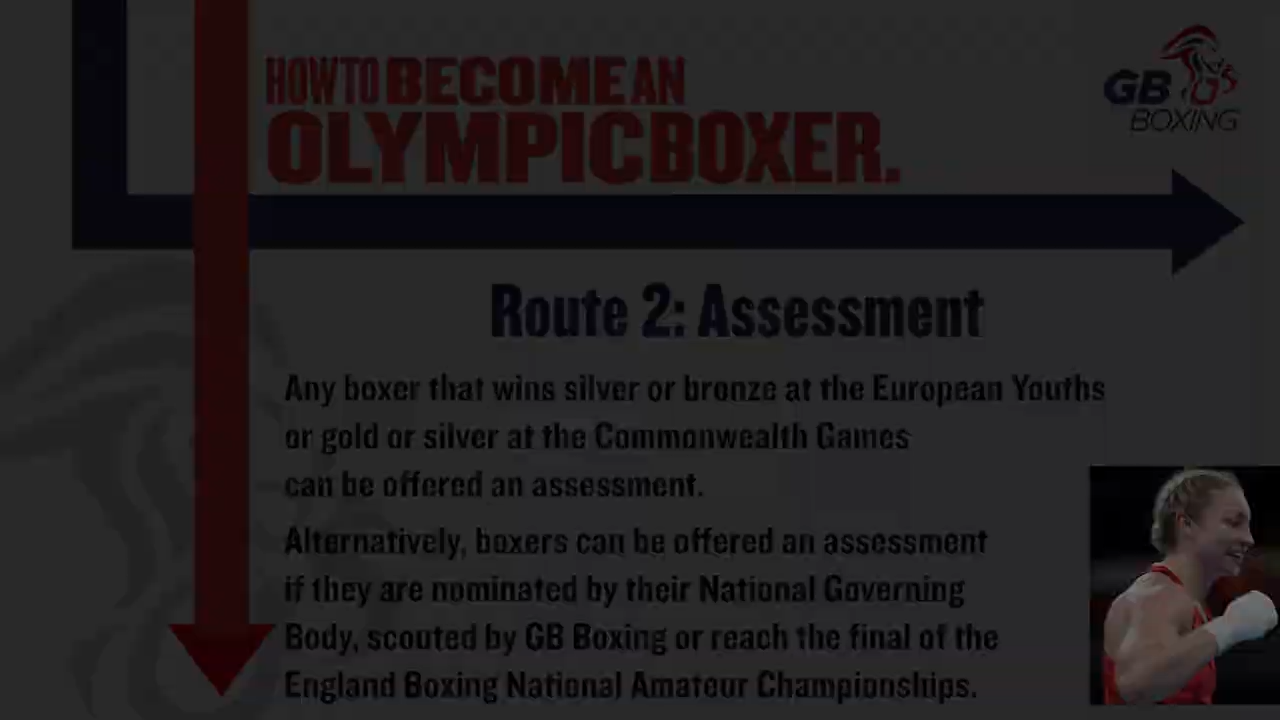 HOW TO BECOME AN
OLYMPIC BOXER.
GB
BOXING
Route 2: Assessment
Any boxer that wins silver or bronze at the European Youths
or gold or silver at the Commonwealth Games
can be offered an assessment.
Alternatively, boxers can be offered an assessment
if they are nominated by their National Governing
Body, scouted by GB Boxing or reach the final of the
England Boxing National Amateur Championships.